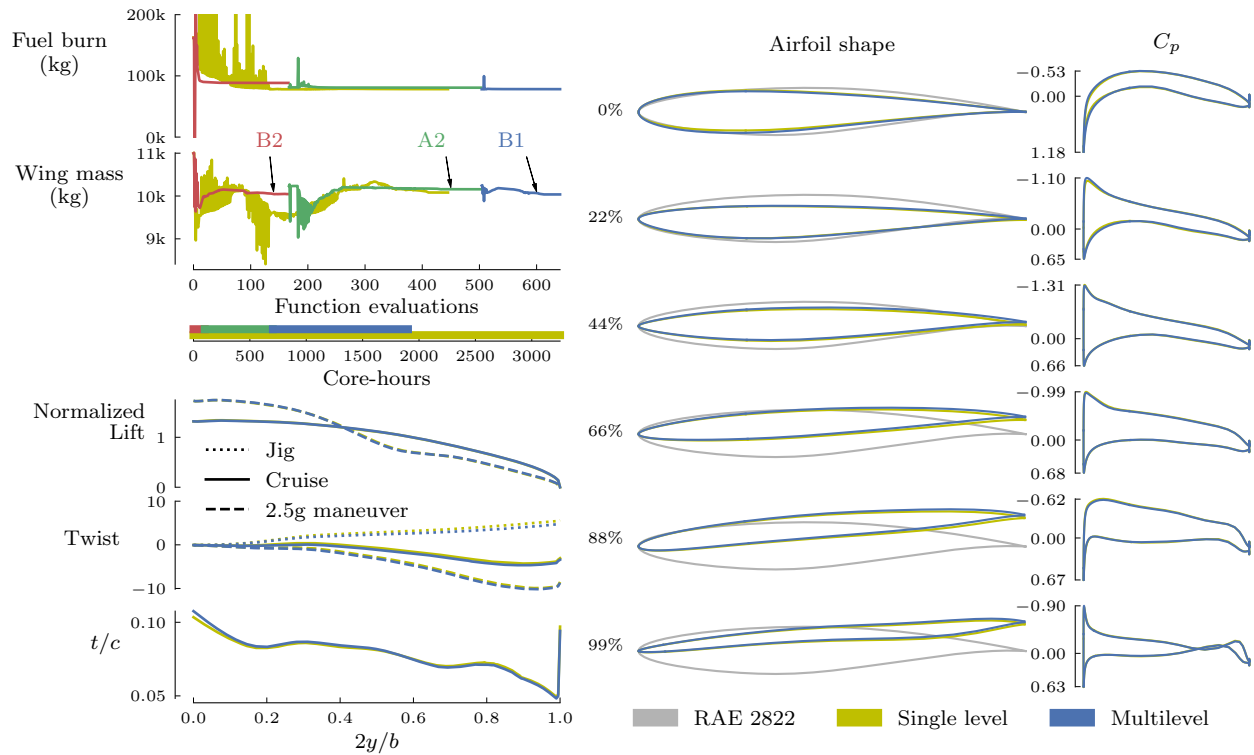 200k
Fuel burn
(kg)
100k
0k
B2 A2 B1
11k
Wing mass
(kg)
10k
9k
0 100 200 300 400 500 600
Function evaluations
0 500 1000 1500 2000 2500 3000
Core-hours
Normalized
Lift
1
0
Jig
Cruise
2.5g maneuver
10
Twist
0
−10
0.10
t/c
0.05
0.0 0.2 0.4 0.6 0.8 1.0
2y/b
Airfoil shape
Cp
0%
−0.53
0.00
1.18
22%
−1.10
0.00
0.65
44%
−1.31
0.00
0.66
66%
−0.99
0.00
0.68
88%
−0.62
0.00
0.67
99%
−0.90
0.00
0.63
RAE 2822 Single level Multilevel